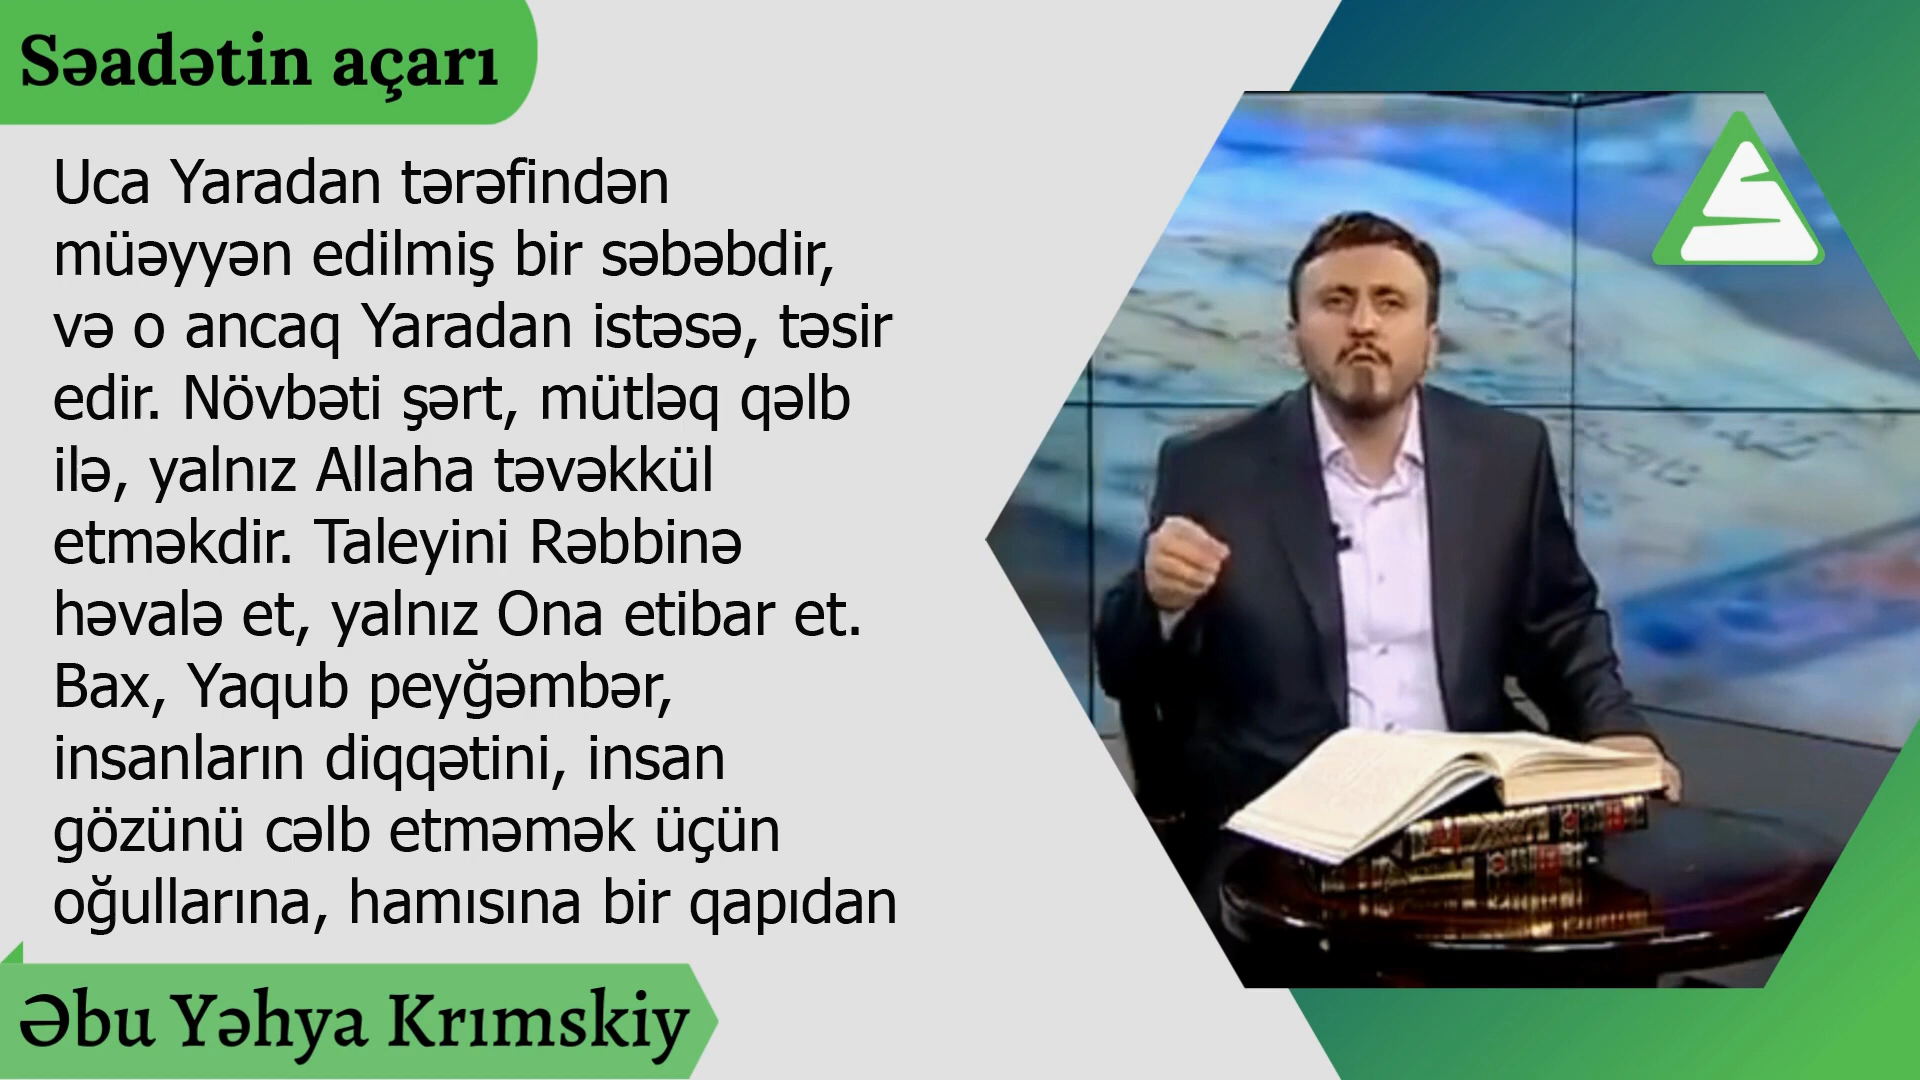 Səadətin açarı
Uca Yaradan tərəfindən
müəyyən edilmiş bir səbəbdir,
və o ancaq Yaradan istəsə, təsir
edir. Növbəti şərt, mütləq qəlb
ilə, yalnız Allaha təvəkkül
etməkdir. Taleyini Rəbbinə
həvalə et, yalnız Ona etibar et.
Bax, Yaqub peyğəmbər,
insanların diqqətini, insan
gözünü cəlb etməmək üçün
oğullarına, hamısına bir qapıdan
Əbu Yəhya Krımskiy